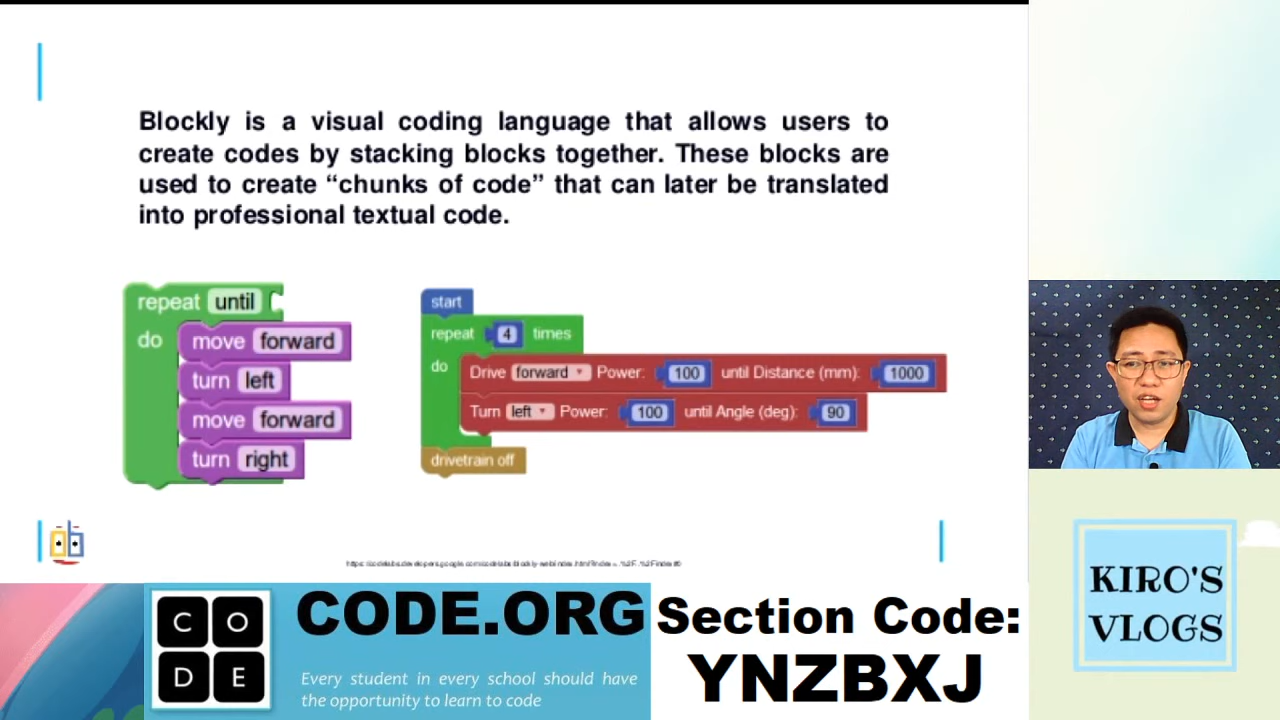 Blockly is a visual coding language that allows users to
create codes by stacking blocks together. These blocks are
used to create “chunks of code” that can later be translated
into professional textual code.
repeat until
do
move forward
turn left
move forward
turn right
start
repeat 4 times
do
Drive forward Power: 100 until Distance (mm): 1000
Turn left Power: 100 until Angle (deg): 90
drivetrain off
CODE
CODE.ORG
Every student in every school should have
the opportunity to learn to code
Section Code:
YNZBXJ
KIRO'S
VLOGS